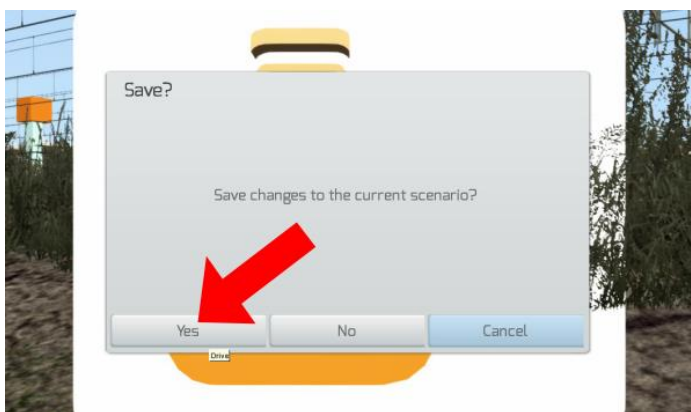 Save?
Save changes to the current scenario?
Yes
No
Cancel
Drive